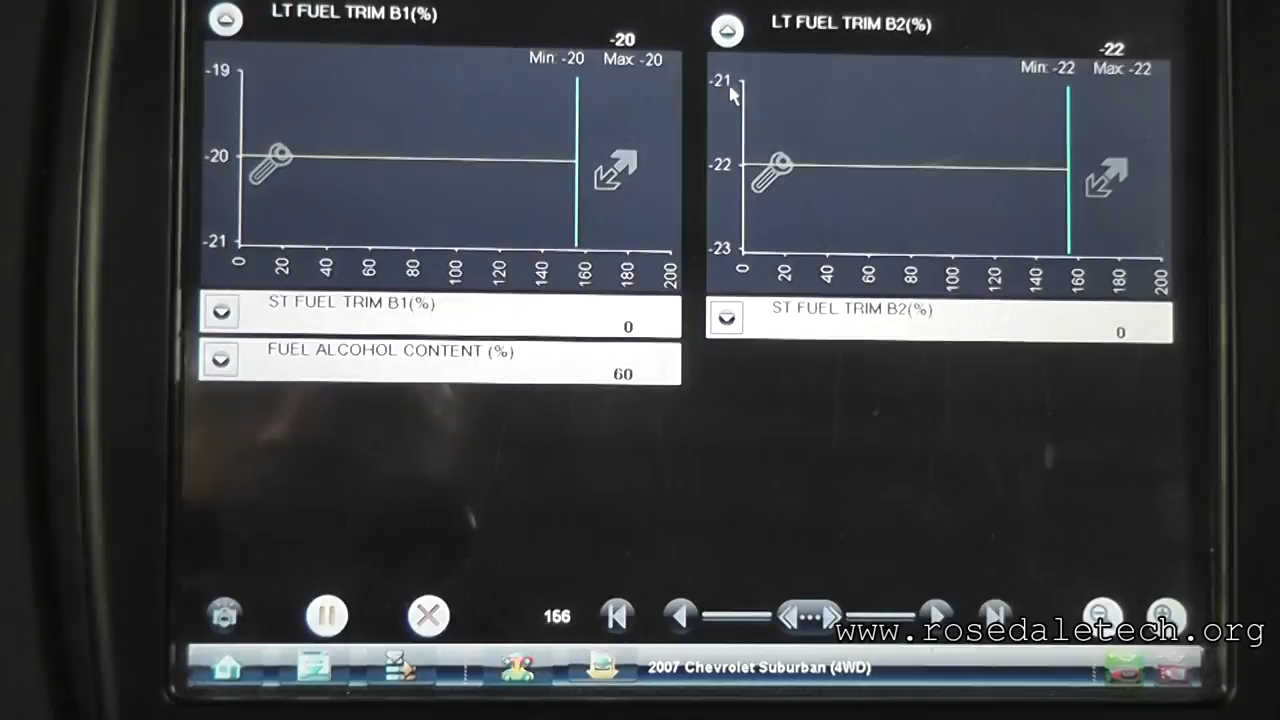 LT FUEL TRIM B1(%)
-20
Min: -20 Max: -20
-19
-20
-21
0 20 40 60 80 100 120 140 160 180 200
LT FUEL TRIM B2(%)
-22
Min: -22 Max: -22
-21
-22
-23
0 20 40 60 80 100 120 140 160 180 200
ST FUEL TRIM B1(%)
0
ST FUEL TRIM B2(%)
0
FUEL ALCOHOL CONTENT (%)
60
166
www.rosedaletech.org
2007 Chevrolet Suburban (4WD)